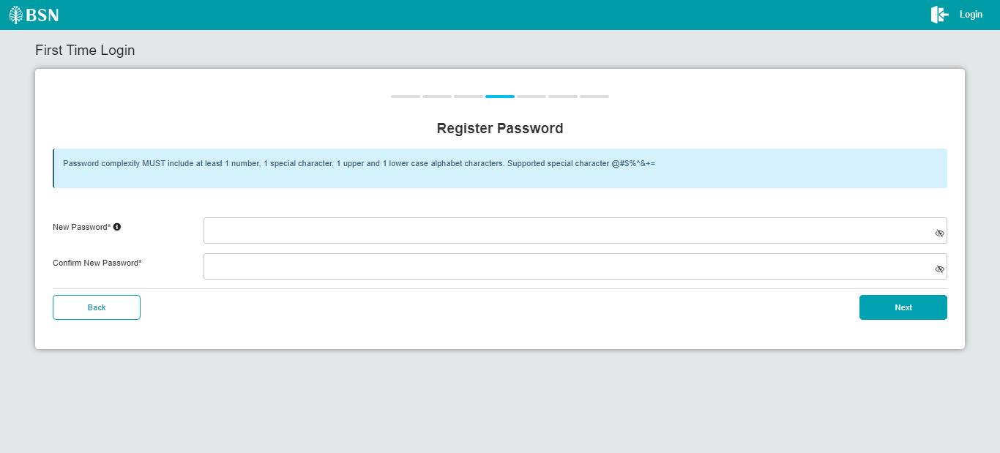 BSN
Login
First Time Login
Register Password
Password complexity MUST include at least 1 number, 1 special character, 1 upper and 1 lower case alphabet characters. Supported special character @#$%^&+=
New Password*
Confirm New Password*
Back
Next